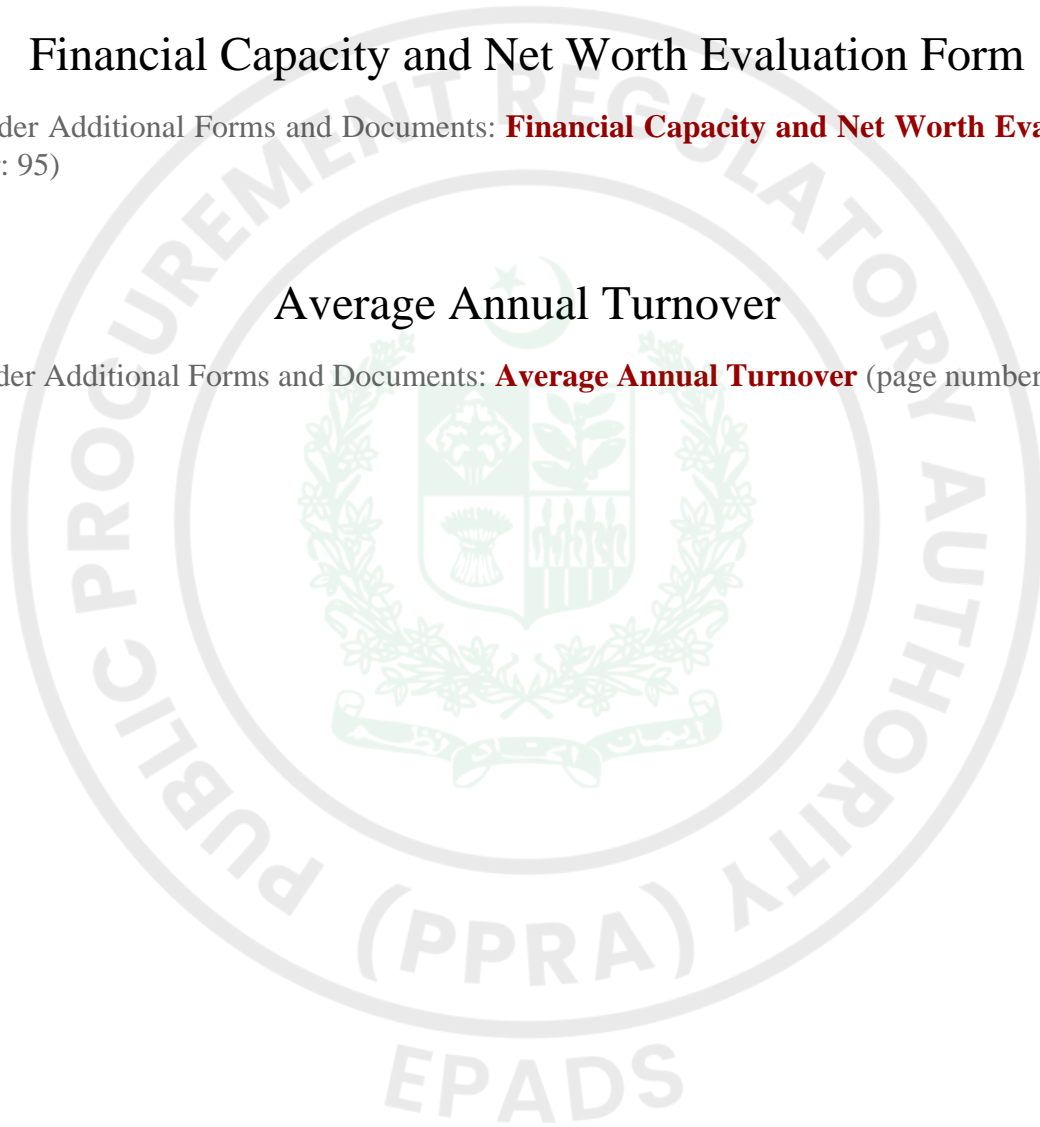 Financial Capacity and Net Worth Evaluation Form
der Additional Forms and Documents: Financial Capacity and Net Worth Eva
: 95)
Average Annual Turnover
der Additional Forms and Documents: Average Annual Turnover (page number
PUBLIC PROCUREMENT REGULATORY AUTHORITY
(PPRA)
EPADS